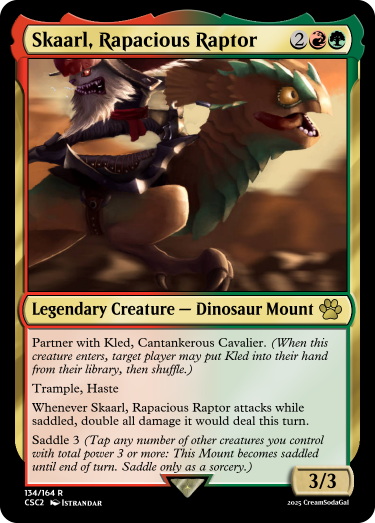 Skaarl, Rapacious Raptor 2
Legendary Creature — Dinosaur Mount
Partner with Kled, Cantankerous Cavalier. (When this
creature enters, target player may put Kled into their hand
from their library, then shuffle.)
Trample, Haste
Whenever Skaarl, Rapacious Raptor attacks while
saddled, double all damage it would deal this turn.
Saddle 3 (Tap any number of other creatures you control
with total power 3 or more: This Mount becomes saddled
until end of turn. Saddle only as a sorcery.)
3/3
134/164 R
CSC2 Istrandar
2025 CreamSodaGal